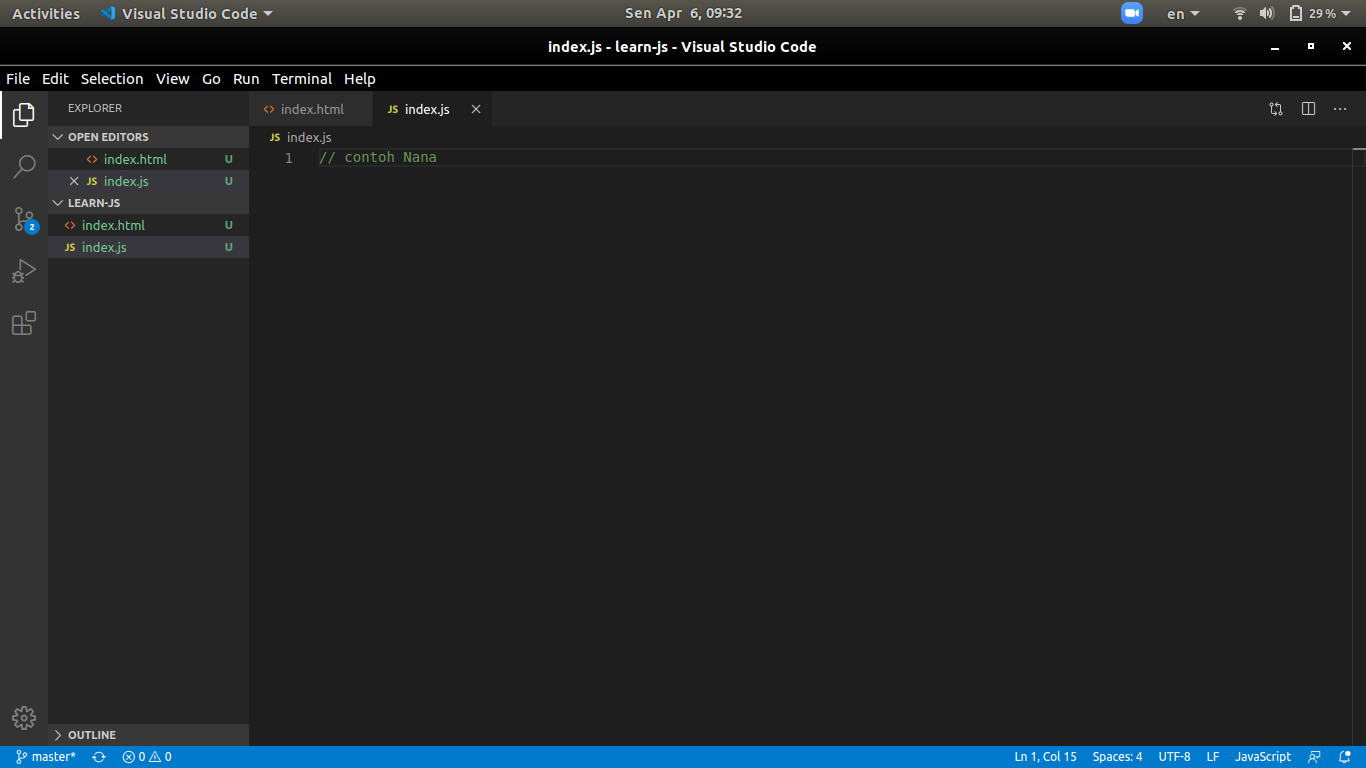 Activities Visual Studio Code Sen Apr 6, 09:32 en 29%
index.js - learn-js - Visual Studio Code
File Edit Selection View Go Run Terminal Help
EXPLORER
OPEN EDITORS
index.html U
JS index.js U
LEARN-JS
index.html U
JS index.js U
2
OUTLINE
index.html JS index.js
JS index.js
1 // contoh Nana
master* 0 0 Ln 1, Col 15 Spaces: 4 UTF-8 LF JavaScript